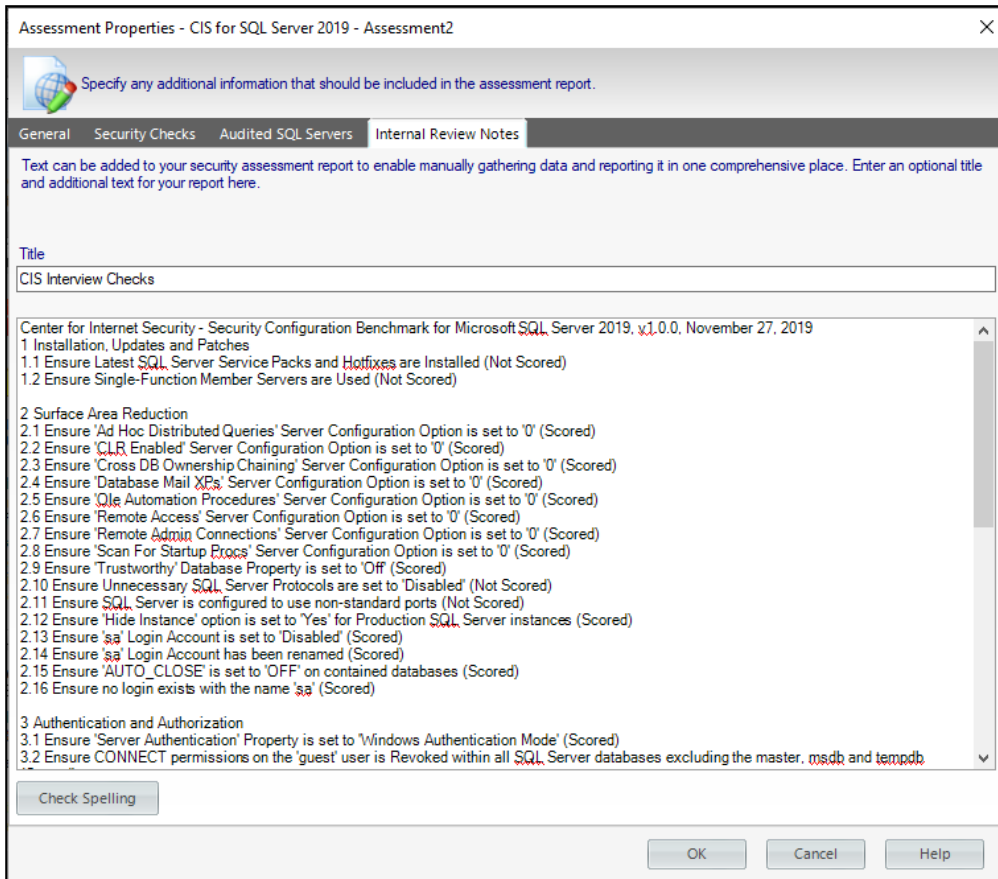 Assessment Properties - CIS for SQL Server 2019 - Assessment2
Specify any additional information that should be included in the assessment report.
General Security Checks Audited SQL Servers Internal Review Notes
Text can be added to your security assessment report to enable manually gathering data and reporting it in one comprehensive place. Enter an optional title
and additional text for your report here.
Title
CIS Interview Checks
Center for Internet Security - Security Configuration Benchmark for Microsoft SQL Server 2019, v1.0.0, November 27, 2019
1 Installation, Updates and Patches
1.1 Ensure Latest SQL Server Service Packs and Hotfixes are Installed (Not Scored)
1.2 Ensure Single-Function Member Servers are Used (Not Scored)
2 Surface Area Reduction
2.1 Ensure 'Ad Hoc Distributed Queries' Server Configuration Option is set to '0' (Scored)
2.2 Ensure 'CLR Enabled' Server Configuration Option is set to '0' (Scored)
2.3 Ensure 'Cross DB Ownership Chaining' Server Configuration Option is set to '0' (Scored)
2.4 Ensure 'Database Mail XPs' Server Configuration Option is set to '0' (Scored)
2.5 Ensure 'Ole Automation Procedures' Server Configuration Option is set to '0' (Scored)
2.6 Ensure 'Remote Access' Server Configuration Option is set to '0' (Scored)
2.7 Ensure 'Remote Admin Connections' Server Configuration Option is set to '0' (Scored)
2.8 Ensure 'Scan For Startup Procs' Server Configuration Option is set to '0' (Scored)
2.9 Ensure 'Trustworthy' Database Property is set to 'Off' (Scored)
2.10 Ensure Unnecessary SQL Server Protocols are set to 'Disabled' (Not Scored)
2.11 Ensure SQL Server is configured to use non-standard ports (Not Scored)
2.12 Ensure 'Hide Instance' option is set to 'Yes' for Production SQL Server instances (Scored)
2.13 Ensure 'sa' Login Account is set to 'Disabled' (Scored)
2.14 Ensure 'sa' Login Account has been renamed (Scored)
2.15 Ensure 'AUTO_CLOSE' is set to 'OFF' on contained databases (Scored)
2.16 Ensure no login exists with the name 'sa' (Scored)
3 Authentication and Authorization
3.1 Ensure 'Server Authentication' Property is set to 'Windows Authentication Mode' (Scored)
3.2 Ensure CONNECT permissions on the 'guest' user is Revoked within all SQL Server databases excluding the master, msdb and tempdb
Check Spelling
OK Cancel Help